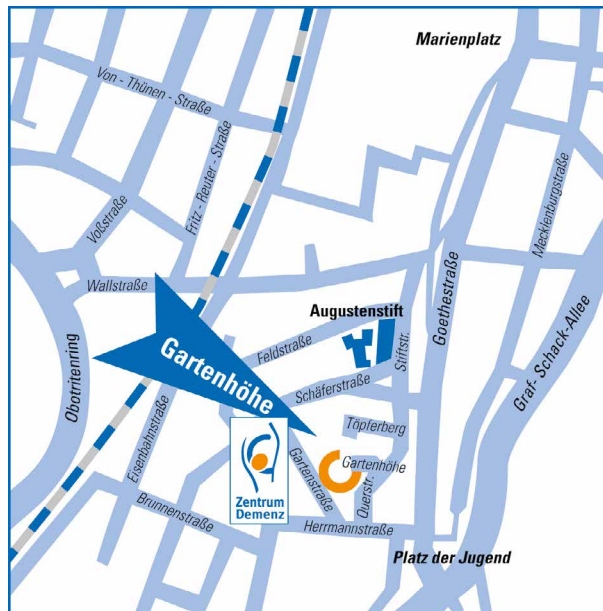 Marienplatz
Von - Thünen - Straße
Fritz - Reuter - Straße
Mecklenburgstraße
Voßstraße
Wallstraße
Goethestraße
Augustenstift
Graf- Schack-Allee
Feldstraße
Stiftstr.
Gartenhöhe
Schäferstraße
Obotritenring
Töpferberg
Eisenbahnstraße
Gartenstraße
Gartenhöhe
Querstr.
Zentrum
Demenz
Brunnenstraße
Herrmannstraße
Platz der Jugend